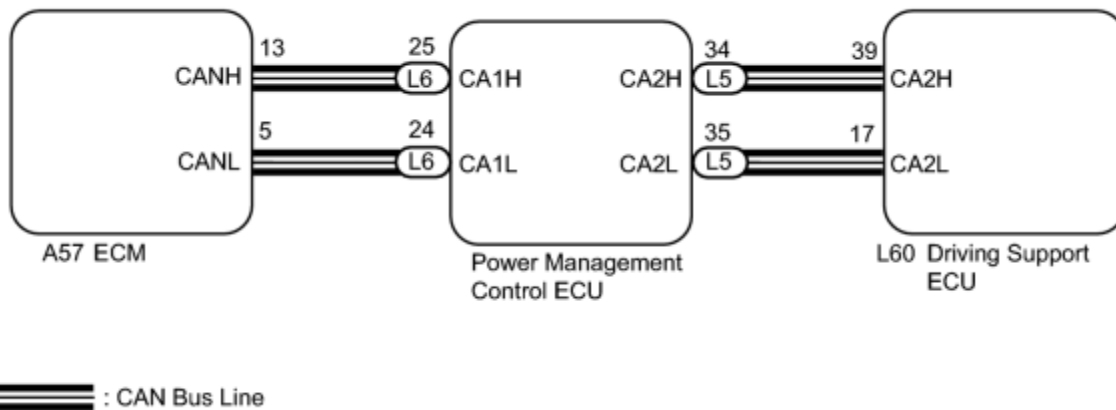 13 25 34 39
CANH L6 CA1H CA2H L5 CA2H
5 24 35 17
CANL L6 CA1L CA2L L5 CA2L
A57 ECM
Power Management
Control ECU
L60 Driving Support
ECU
: CAN Bus Line